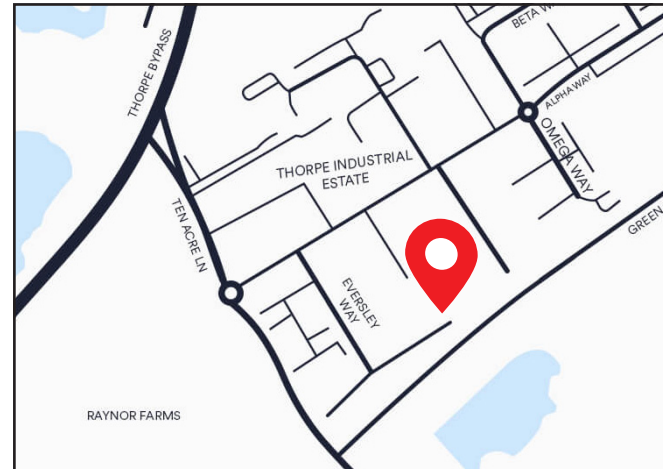 BETA W
THORPE BYPASS
ALPHA WAY
OMEGA WAY
THORPE INDUSTRIAL
ESTATE
TEN ACRE LN
GREEN
EVERSLEY
WAY
RAYNOR FARMS